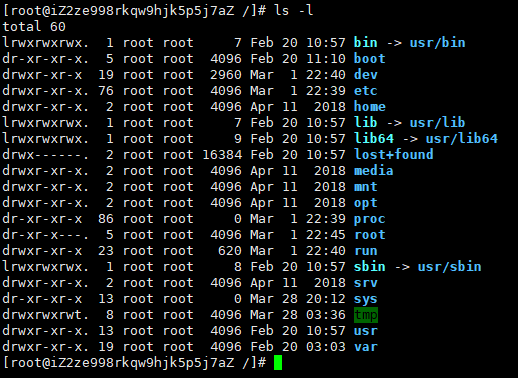 [root@iZ2ze998rkqw9hjk5p5j7aZ /]# ls -l
total 60
lrwxrwxrwx.  1 root root     7 Feb 20 10:57 bin -> usr/bin
dr-xr-xr-x.  5 root root  4096 Feb 20 11:10 boot
drwxr-xr-x  19 root root  2960 Mar  1 22:40 dev
drwxr-xr-x. 76 root root  4096 Mar  1 22:39 etc
drwxr-xr-x.  2 root root  4096 Apr 11  2018 home
lrwxrwxrwx.  1 root root     7 Feb 20 10:57 lib -> usr/lib
lrwxrwxrwx.  1 root root     9 Feb 20 10:57 lib64 -> usr/lib64
drwx------.  2 root root 16384 Feb 20 10:57 lost+found
drwxr-xr-x.  2 root root  4096 Apr 11  2018 media
drwxr-xr-x.  2 root root  4096 Apr 11  2018 mnt
drwxr-xr-x.  2 root root  4096 Apr 11  2018 opt
dr-xr-xr-x  86 root root     0 Mar  1 22:39 proc
dr-xr-x---.  5 root root  4096 Mar  1 22:45 root
drwxr-xr-x  23 root root   620 Mar  1 22:40 run
lrwxrwxrwx.  1 root root     8 Feb 20 10:57 sbin -> usr/sbin
drwxr-xr-x.  2 root root  4096 Apr 11  2018 srv
dr-xr-xr-x  13 root root     0 Mar 28 20:12 sys
drwxrwxrwt.  8 root root  4096 Mar 28 03:36 tmp
drwxr-xr-x. 13 root root  4096 Feb 20 10:57 usr
drwxr-xr-x. 19 root root  4096 Feb 20 03:03 var
[root@iZ2ze998rkqw9hjk5p5j7aZ /]#